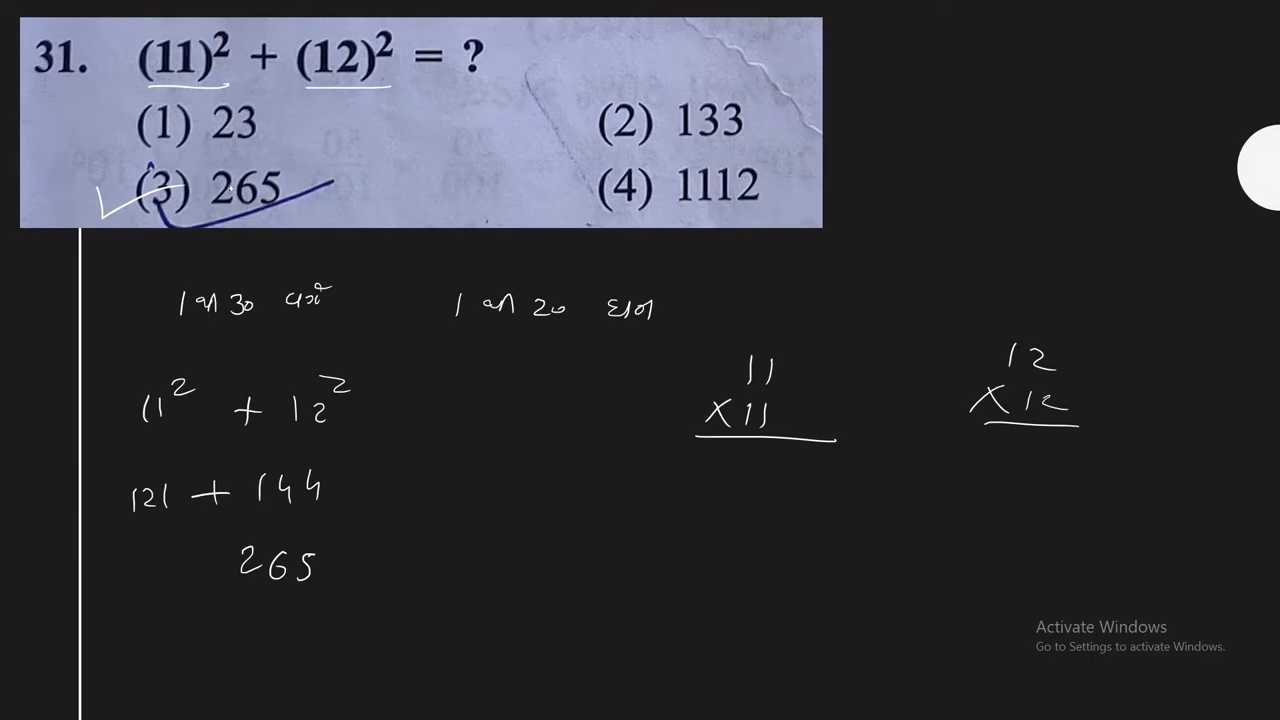 31. (11)² + (12)² = ?
(1) 23 (2) 133
(3) 265 (4) 1112
1 થી 30 વર્ગ 1 થી 20 ઘન
11² + 12²
121 + 144
265
11
× 11
12
× 12
Activate Windows
Go to Settings to activate Windows.